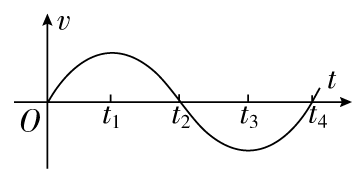 v
t
O t₁ t₂ t₃ t₄